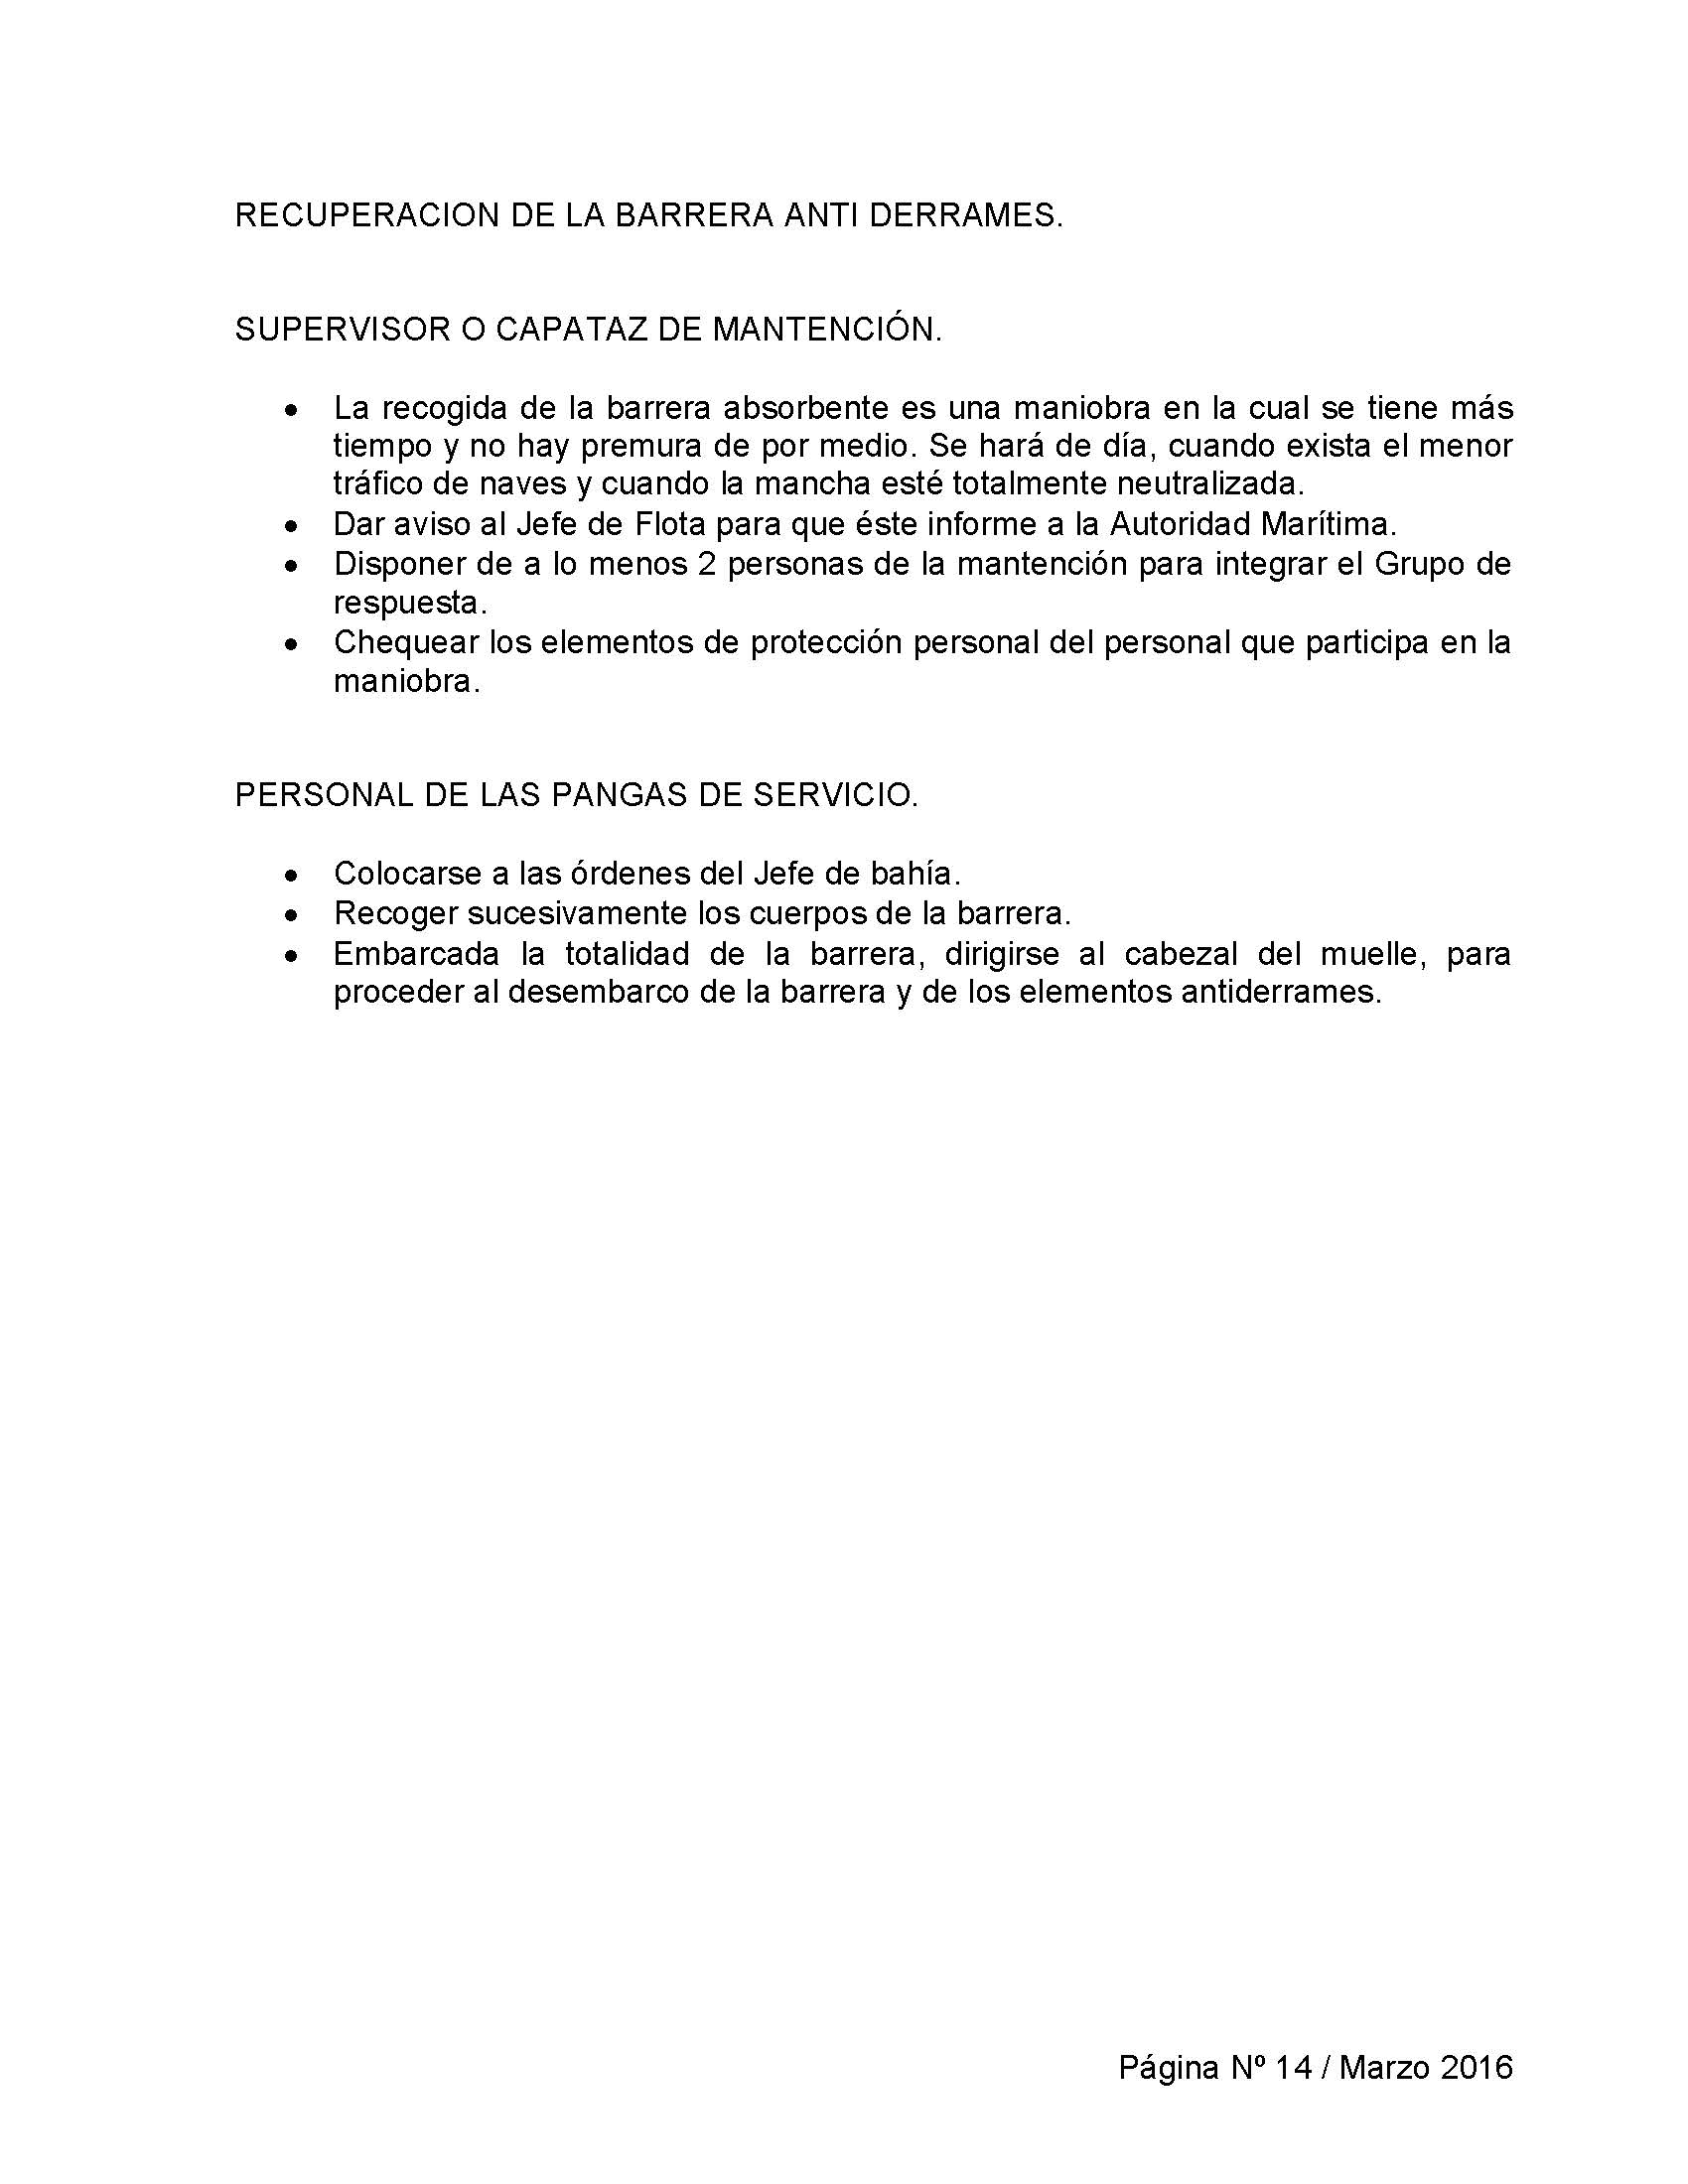 RECUPERACION DE LA BARRERA ANTI DERRAMES.
SUPERVISOR O CAPATAZ DE MANTENCIÓN.
• La recogida de la barrera absorbente es una maniobra en la cual se tiene más
tiempo y no hay premura de por medio. Se hará de día, cuando exista el menor
tráfico de naves y cuando la mancha esté totalmente neutralizada.
• Dar aviso al Jefe de Flota para que éste informe a la Autoridad Marítima.
• Disponer de a lo menos 2 personas de la mantención para integrar el Grupo de
respuesta.
• Chequear los elementos de protección personal del personal que participa en la
maniobra.
PERSONAL DE LAS PANGAS DE SERVICIO.
• Colocarse a las órdenes del Jefe de bahía.
• Recoger sucesivamente los cuerpos de la barrera.
• Embarcada la totalidad de la barrera, dirigirse al cabezal del muelle, para
proceder al desembarco de la barrera y de los elementos antiderrames.
Página Nº 14 / Marzo 2016